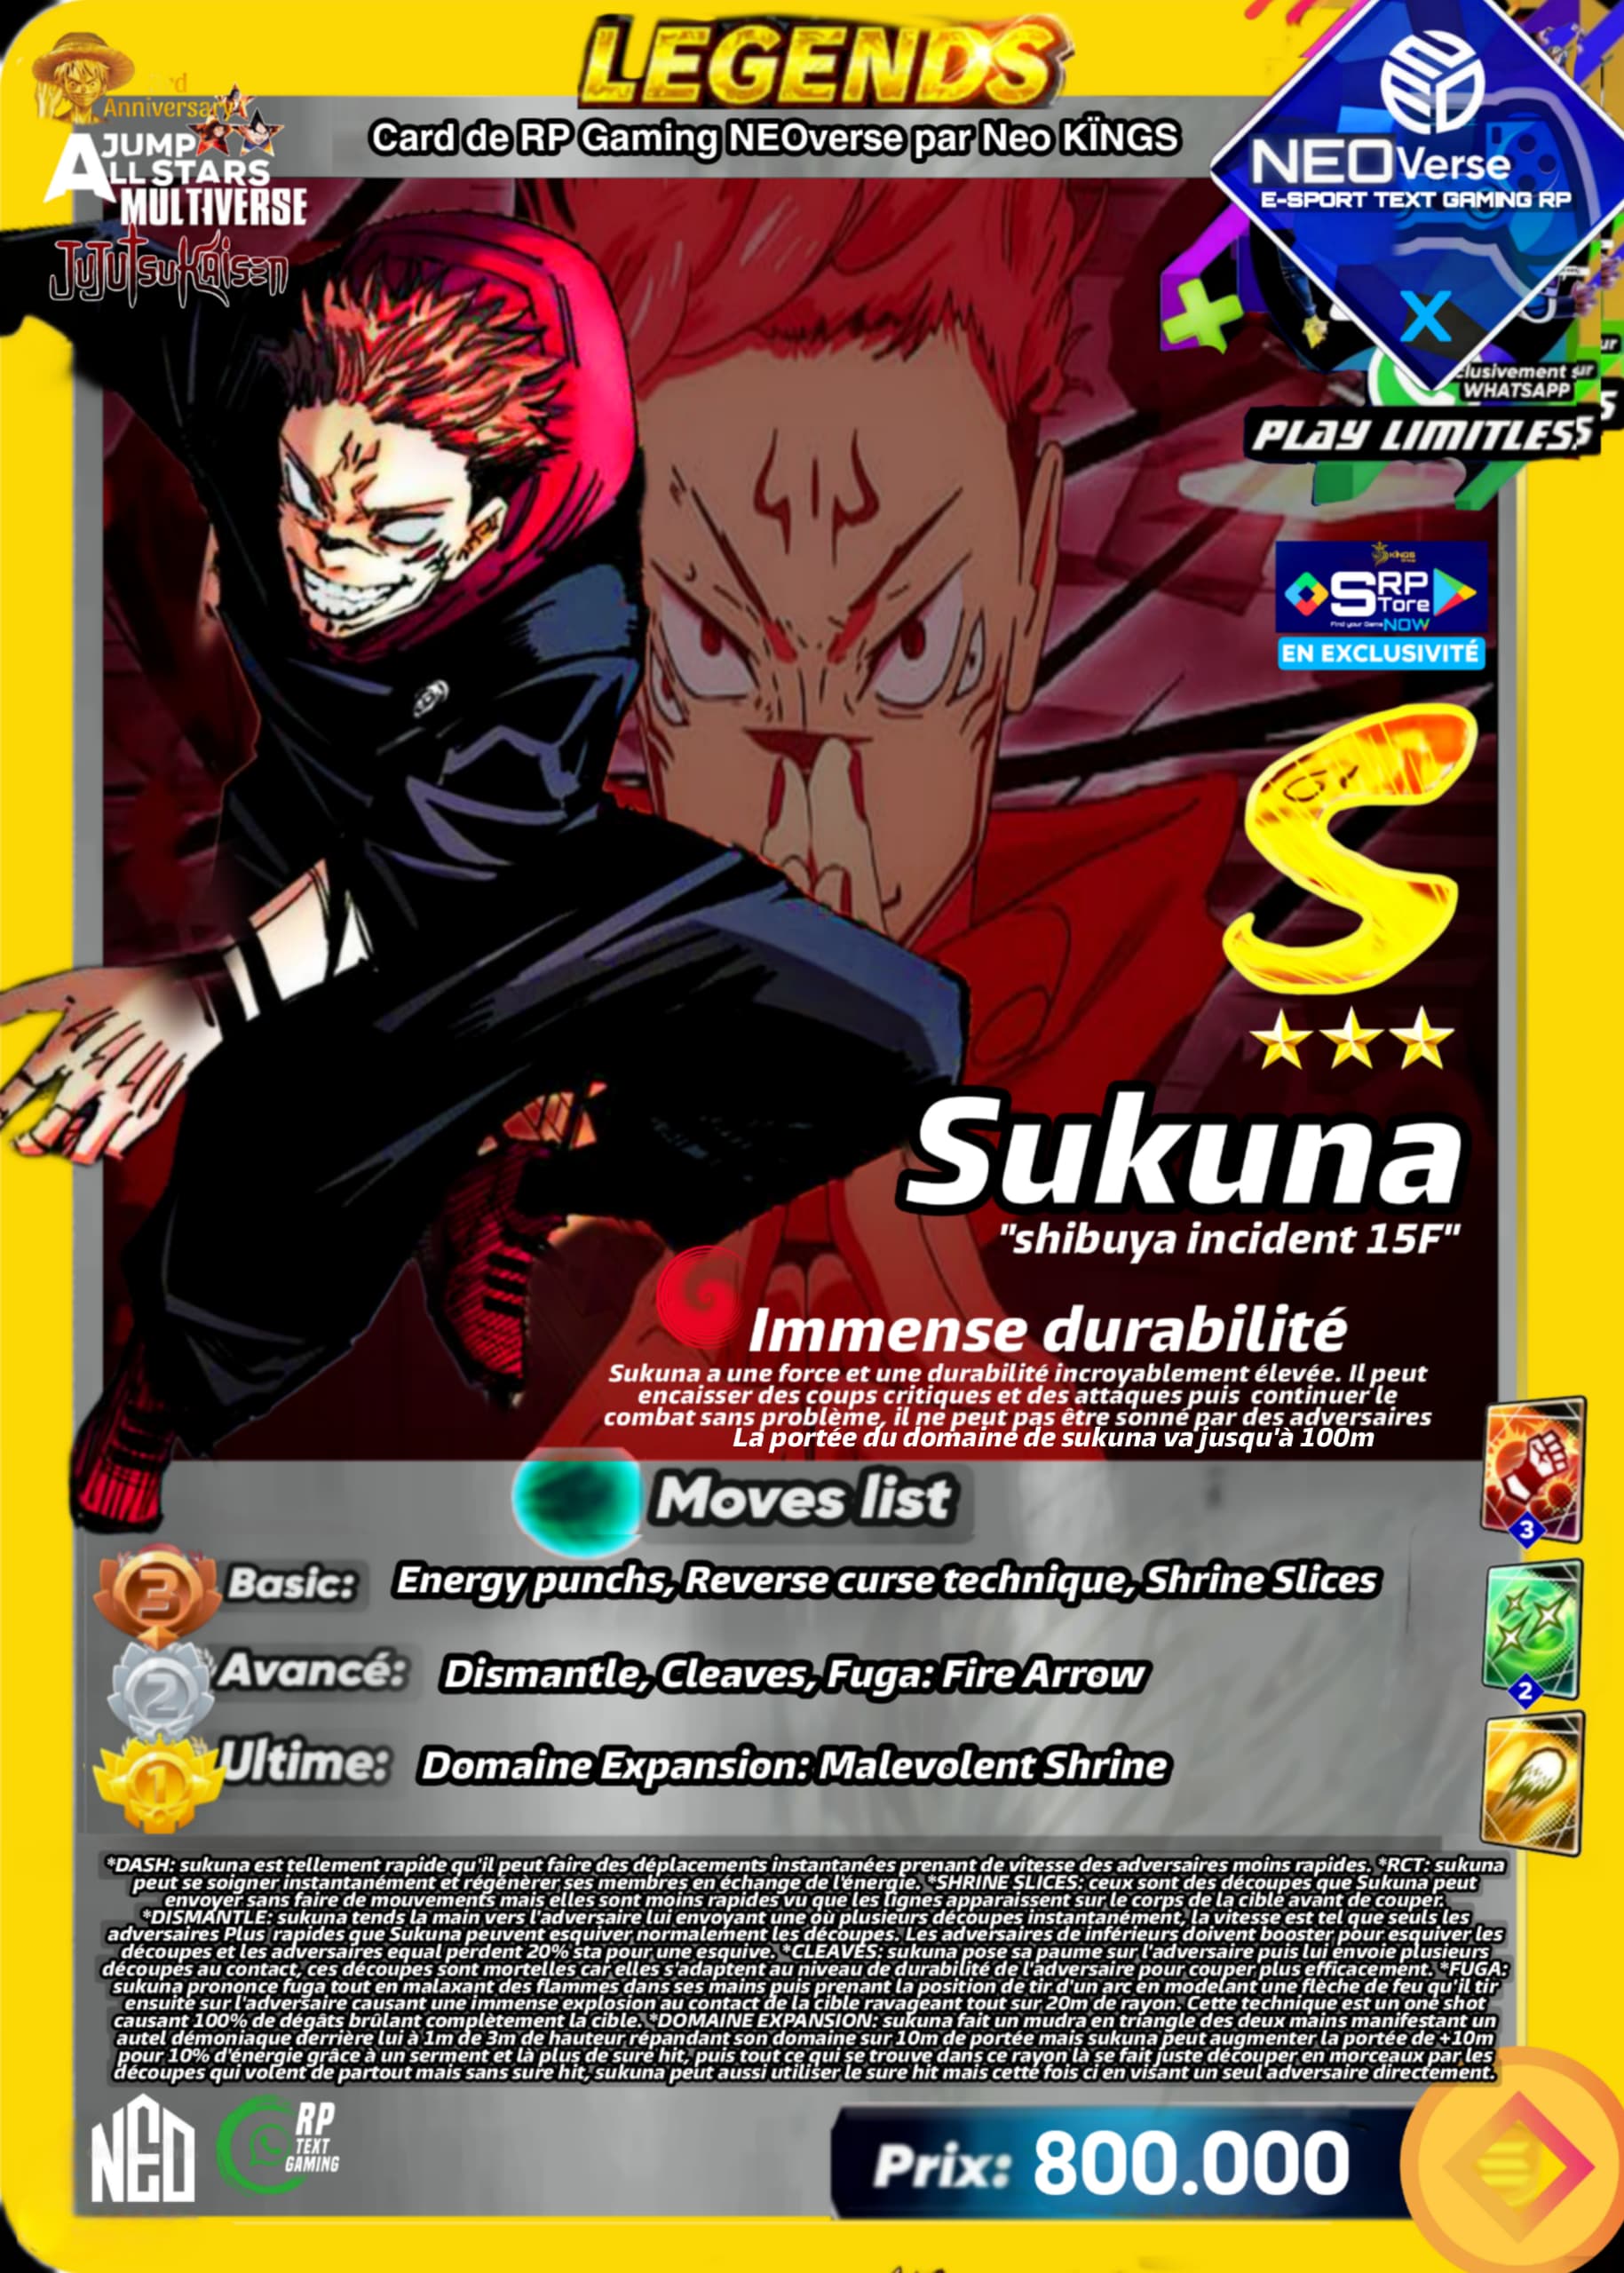 LEGENDS
Card de RP Gaming NEOverse par Neo KÏNGS
Anniversary
JUMP
ALL STARS
MULTIVERSE
JUJUTSU KAISEN
NEO Verse
E-SPORT TEXT GAMING RP
X
clusivement sur
WHATSAPP
PLAY LIMITLESS
KINGS
SRP
Tore
Find your Game NOW
EN EXCLUSIVITÉ
S
Sukuna
"shibuya incident 15F"
Immense durabilité
Sukuna a une force et une durabilité incroyablement élevée. Il peut
encaisser des coups critiques et des attaques puis continuer le
combat sans problème, il ne peut pas être sonné par des adversaires
La portée du domaine de sukuna va jusqu'à 100m
Moves list
3
3 Basic: Energy punchs, Reverse curse technique, Shrine Slices
2 Avancé: Dismantle, Cleaves, Fuga: Fire Arrow
2
1 Ultime: Domaine Expansion: Malevolent Shrine
*DASH: sukuna est tellement rapide qu'il peut faire des déplacements instantanées prenant de vitesse des adversaires moins rapides. *RCT: sukuna
peut se soigner instantanément et régénèrer ses membres en échange de l'énergie. *SHRINE SLICES: ceux sont des découpes que Sukuna peut
envoyer sans faire de mouvements mais elles sont moins rapides vu que les lignes apparaissent sur le corps de la cible avant de couper.
*DISMANTLE: sukuna tends la main vers l'adversaire lui envoyant une où plusieurs découpes instantanément, la vitesse est tel que seuls les
adversaires Plus rapides que Sukuna peuvent esquiver normalement les découpes. Les adversaires de inférieurs doivent booster pour esquiver les
découpes et les adversaires equal perdent 20% sta pour une esquive. *CLEAVES: sukuna pose sa paume sur l'adversaire puis lui envoie plusieurs
découpes au contact, ces découpes sont mortelles car elles s'adaptent au niveau de durabilité de l'adversaire pour couper plus efficacement. *FUGA:
sukuna prononce fuga tout en malaxant des flammes dans ses mains puis prenant la position de tir d'un arc en modelant une flèche de feu qu'il tir
ensuite sur l'adversaire causant une immense explosion au contact de la cible ravageant tout sur 20m de rayon. Cette technique est un one shot
causant 100% de dégâts brûlant complètement la cible. *DOMAINE EXPANSION: sukuna fait un mudra en triangle des deux mains manifestant un
autel démoniaque derrière lui à 1m de 3m de hauteur répandant son domaine sur 10m de portée mais sukuna peut augmenter la portée de +10m
pour 10% d'énergie grâce à un serment et là plus de sure hit, puis tout ce qui se trouve dans ce rayon là se fait juste découper en morceaux par les
découpes qui volent de partout mais sans sure hit, sukuna peut aussi utiliser le sure hit mais cette fois ci en visant un seul adversaire directement.
NEO
RP
TEXT
GAMING
Prix: 800.000